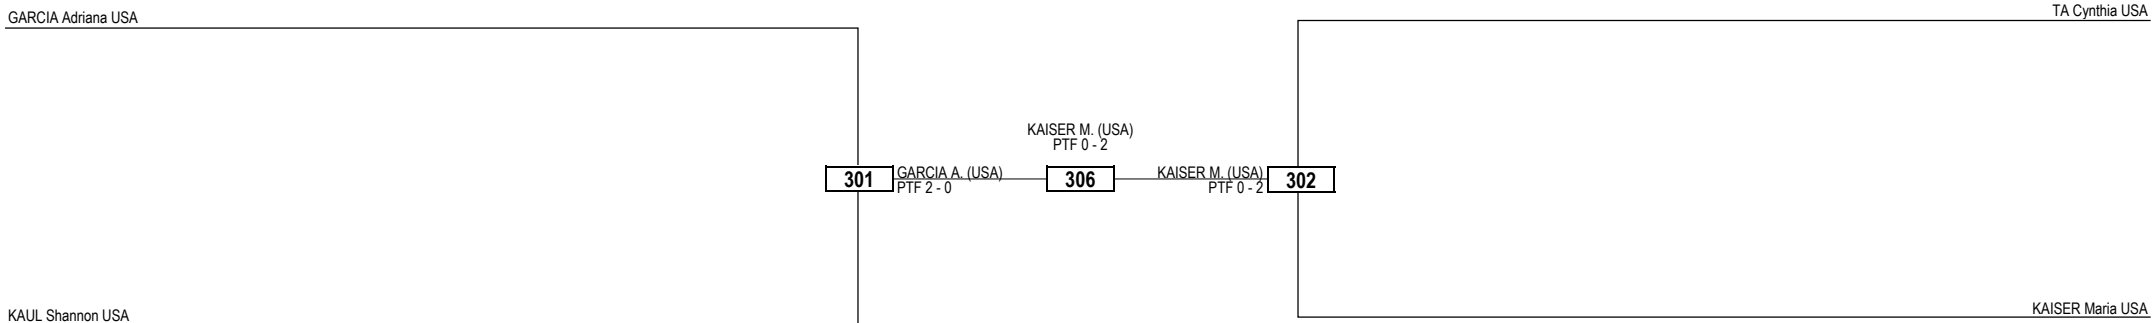 GARCIA Adriana USA
TA Cynthia USA
KAISER M. (USA)
PTF 0 - 2
301
GARCIA A. (USA)
PTF 2 - 0
306
KAISER M. (USA)
PTF 0 - 2
302
KAUL Shannon USA
KAISER Maria USA